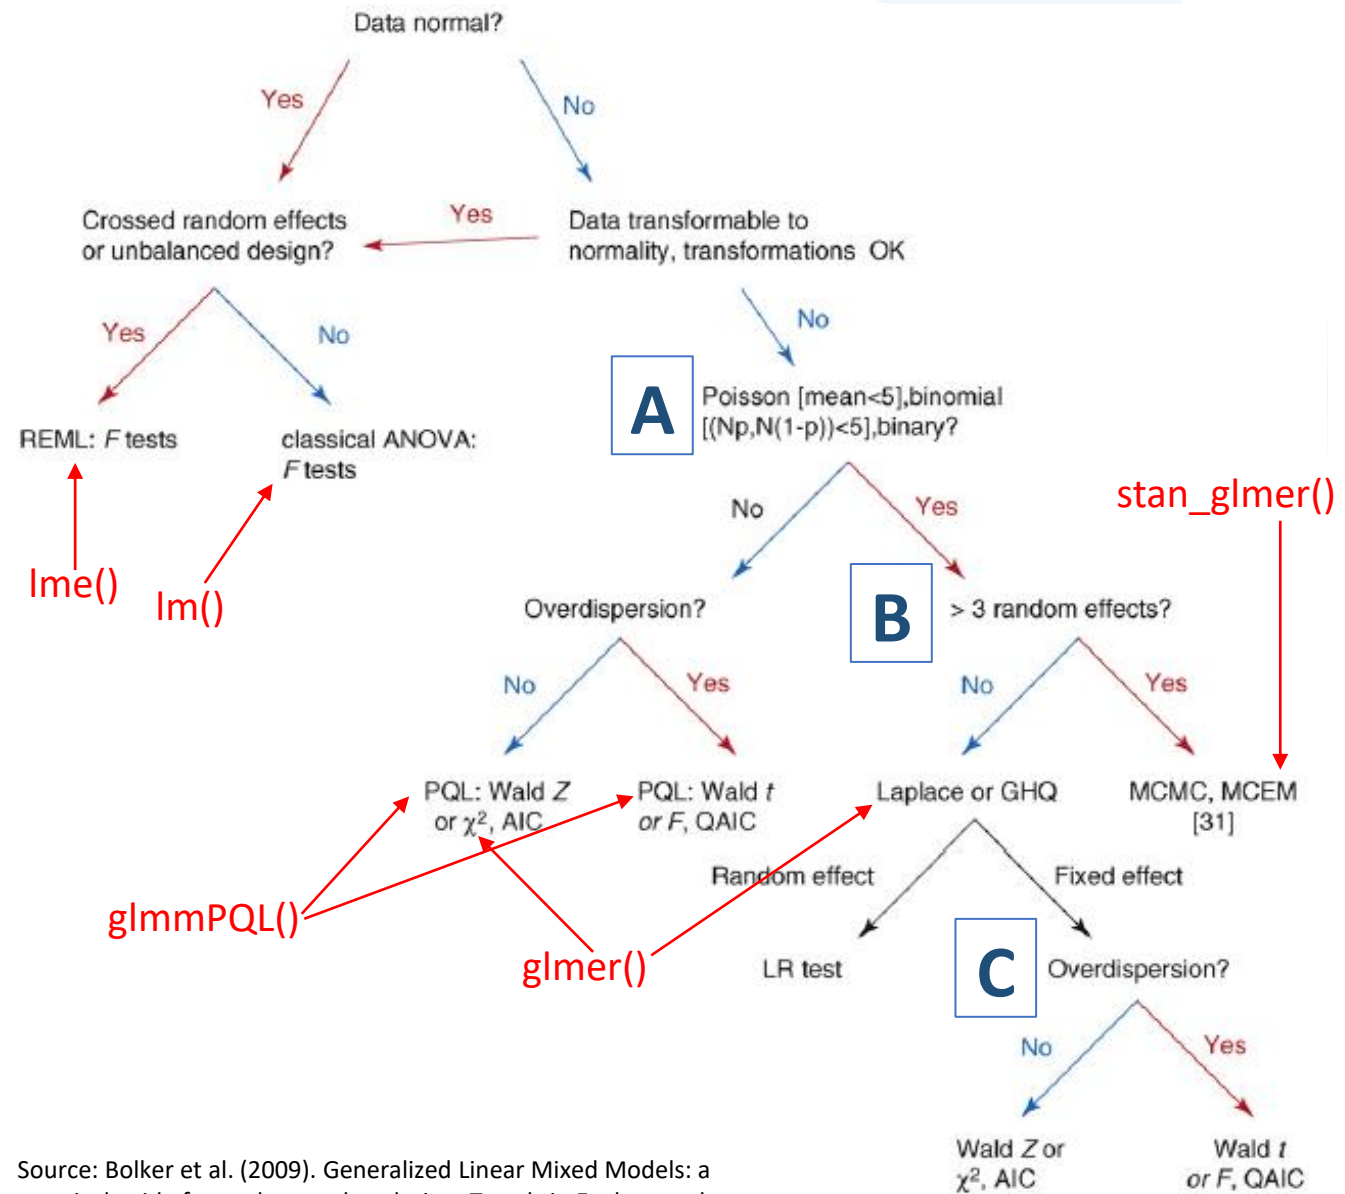 Data normal?
Yes
No
Crossed random effects
or unbalanced design?
Yes
Data transformable to
normality, transformations OK
Yes
No
No
A
Poisson [mean<5],binomial
[(Np,N(1-p))<5],binary?
REML: F tests
classical ANOVA:
F tests
No
Yes
stan_glmer()
lme()
lm()
Overdispersion?
B
> 3 random effects?
No
Yes
No
Yes
PQL: Wald Z
or χ², AIC
PQL: Wald t
or F, QAIC
Laplace or GHQ
MCMC, MCEM
[31]
Random effect
Fixed effect
glmmPQL()
glmer()
LR test
C
Overdispersion?
No
Yes
Wald Z or
χ², AIC
Wald t
or F, QAIC
Source: Bolker et al. (2009). Generalized Linear Mixed Models: a